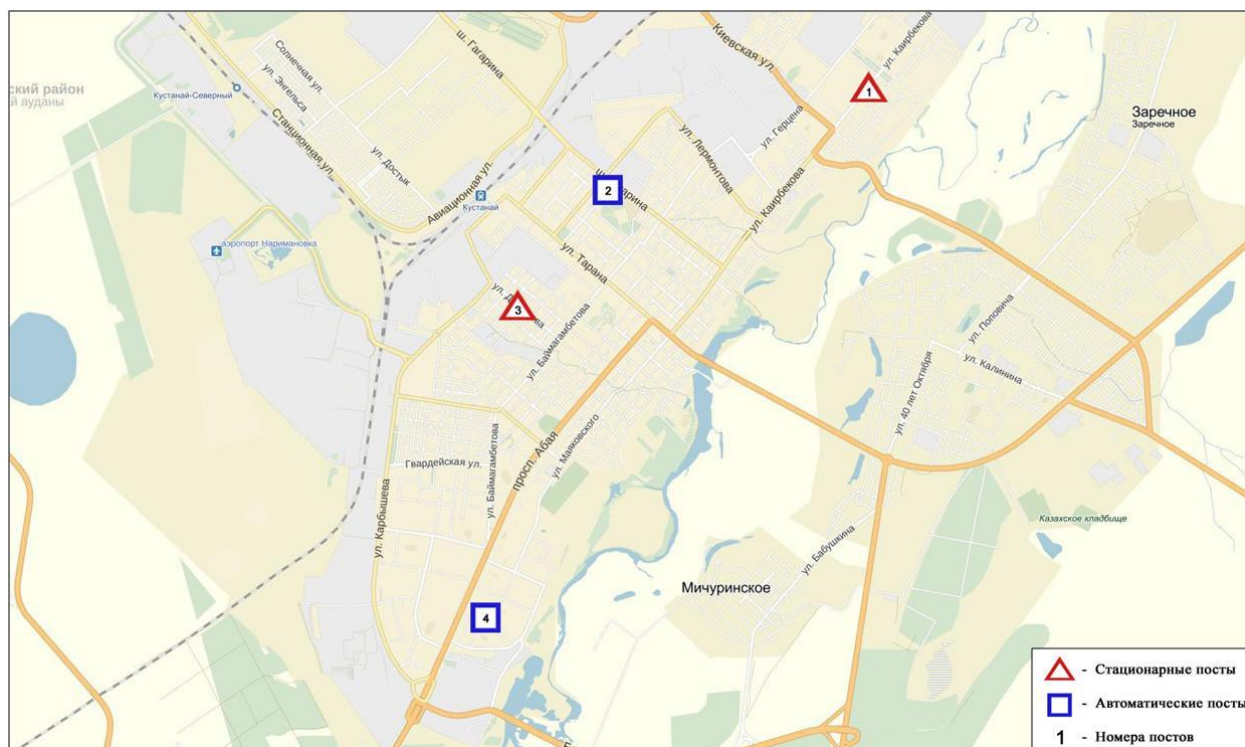 ский район
й ауданы
Кустанай-Северный
Солнечная ул.
ул. Энгельса
Станционная ул.
ул. Достык
ш. Гагарина
Авиационная ул.
Кустанай
аэропорт Наримановка
Киевская ул.
ул. Каирбекова
1
ул. Герцена
ул. Лермонтова
2
ул. Каирбекова
Заречное
Заречное
ул. Тарана
3
ул. Баймагамбетова
ул. Поповича
ул. Калинина
ул. 40 лет Октября
просп. Абая
ул. Маяковского
Гвардейская ул.
ул. Баймагамбетова
ул. Карбышева
Казахское кладбище
ул. Бабушкина
Мичуринское
4
- Стационарные посты
- Автоматические посты
1 - Номера постов